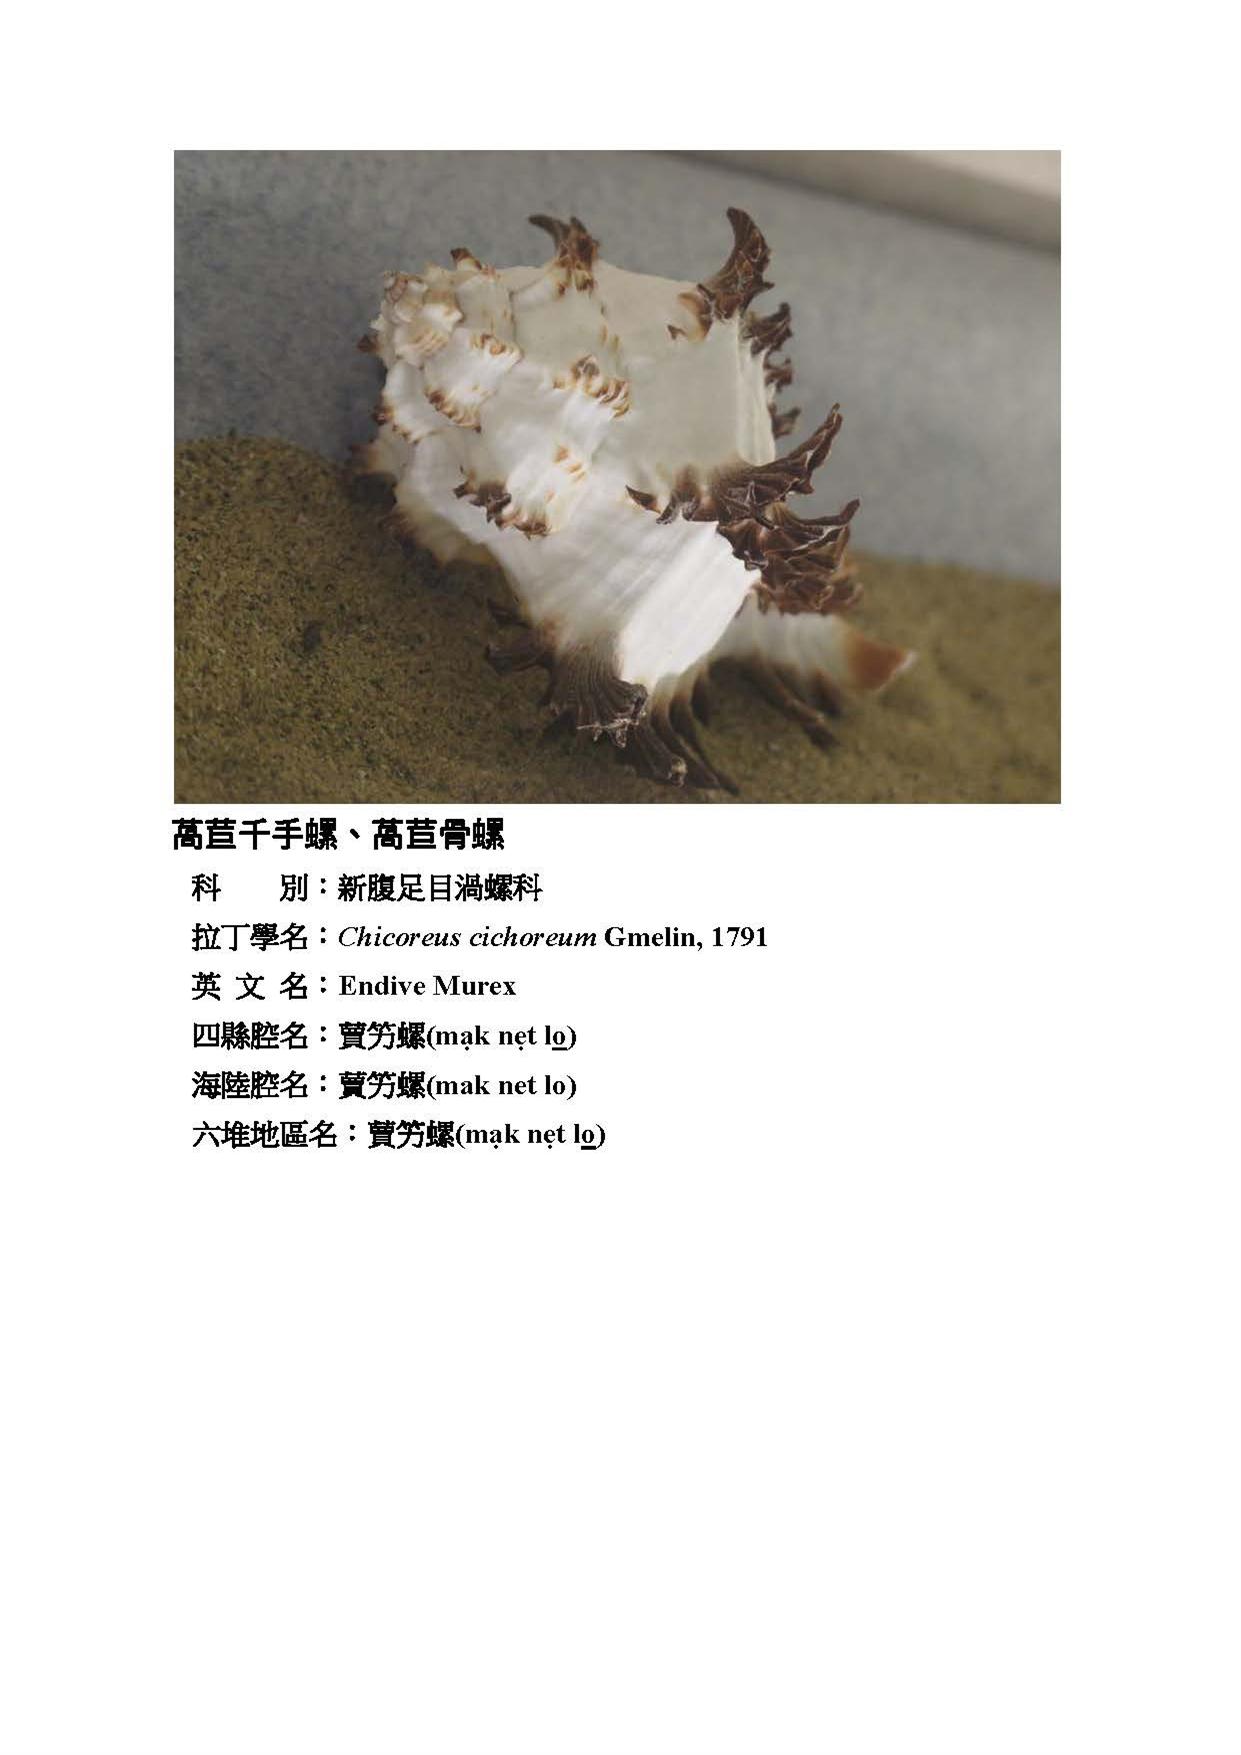 萵苣千手螺、萵苣骨螺
科　　別：新腹足目渦螺科
拉丁學名：Chicoreus cichoreum Gmelin, 1791
英 文 名：Endive Murex
四縣腔名：蕒竻螺(mạk nẹt lo̲)
海陸腔名：蕒竻螺(mak net lo)
六堆地區名：蕒竻螺(mạk nẹt lo̲)